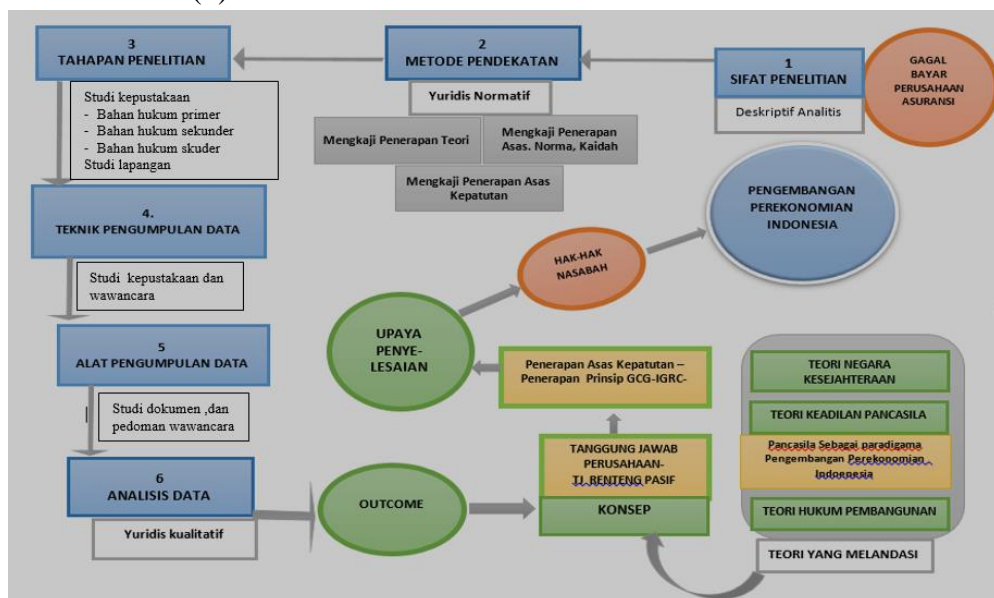 3
TAHAPAN PENELITIAN
Studi kepustakaan
- Bahan hukum primer
- Bahan hukum sekunder
- Bahan hukum skuder
Studi lapangan
2
METODE PENDEKATAN
Yuridis Normatif
Mengkaji Penerapan Teori
Mengkaji Penerapan
Asas. Norma, Kaidah
Mengkaji Penerapan Asas
Kepatutan
1
SIFAT PENELITIAN
Deskriptif Analitis
GAGAL
BAYAR
PERUSAHAAN
ASURANSI
4.
TEKNIK PENGUMPULAN DATA
Studi kepustakaan dan
wawancara
5
ALAT PENGUMPULAN DATA
Studi dokumen ,dan
pedoman wawancara
6
ANALISIS DATA
Yuridis kualitatif
OUTCOME
TANGGUNG JAWAB
PERUSAHAAN-
TJ. RENTENG PASIF
KONSEP
Penerapan Asas Kepatutan –
Penerapan Prinsip GCG-IGRC-
UPAYA
PENYE-
LESAIAN
HAK-HAK
NASABAH
PENGEMBANGAN
PEREKONOMIAN
INDONESIA
TEORI NEGARA
KESEJAHTERAAN
TEORI KEADILAN PANCASILA
Pancasila Sebagai paradigama
Pengembangan Perekonomian
Indoenesia
TEORI HUKUM PEMBANGUNAN
TEORI YANG MELANDASI